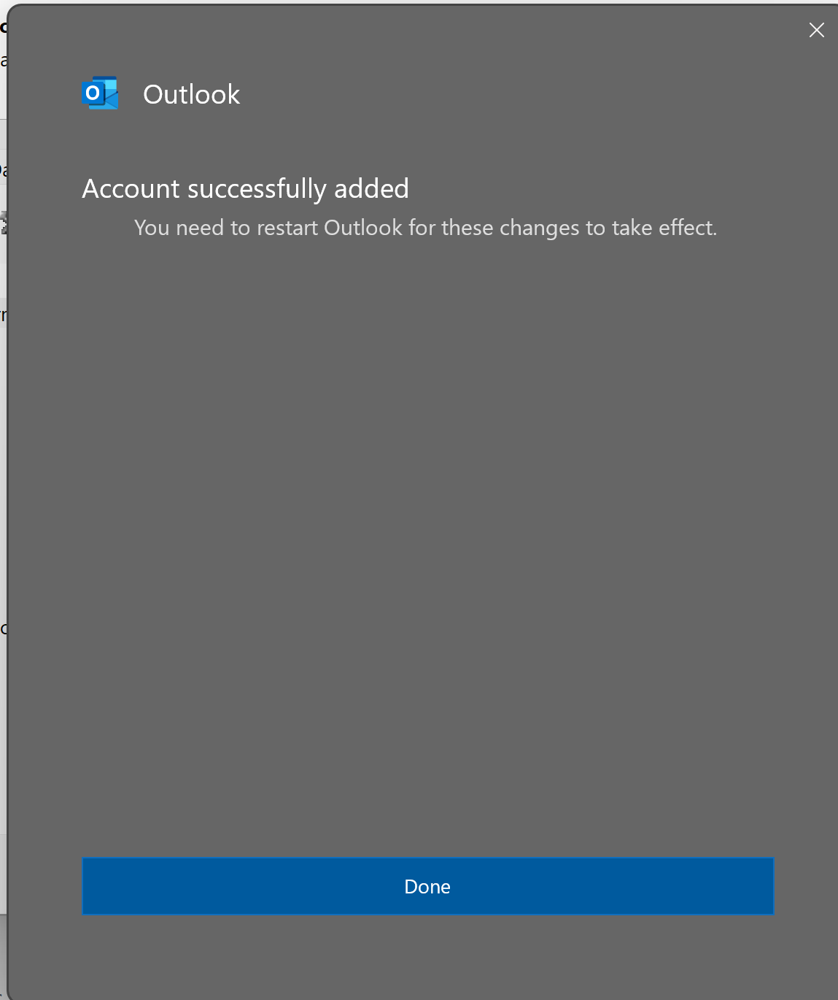 Outlook
Account successfully added
You need to restart Outlook for these changes to take effect.
Done